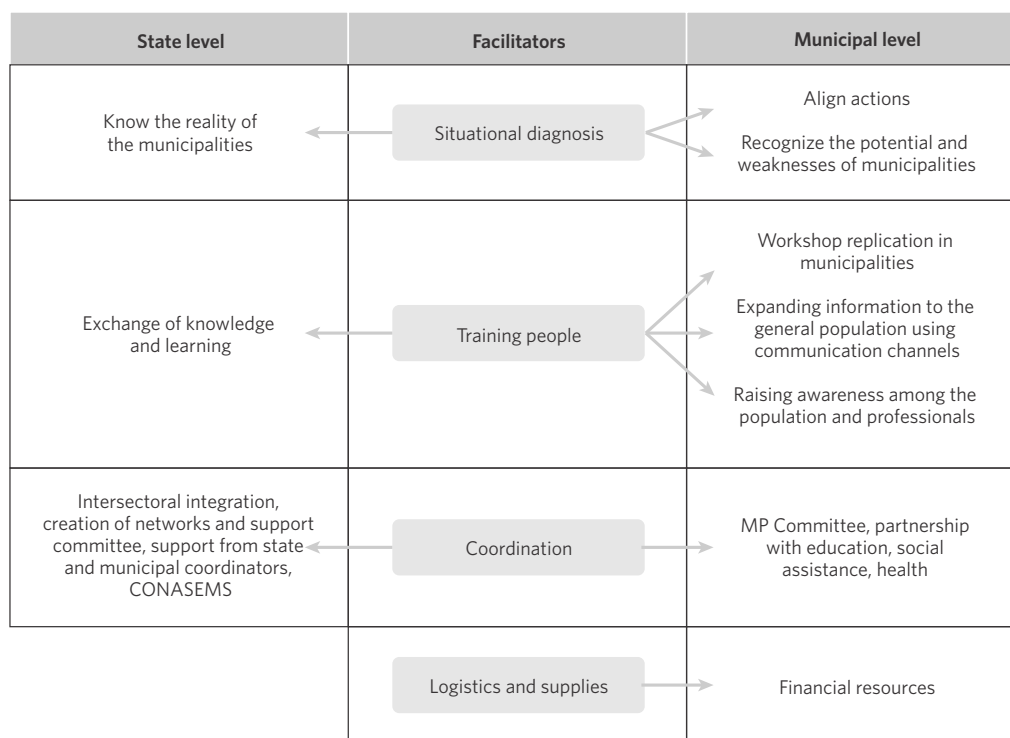 State level
Facilitators
Municipal level
Know the reality of
the municipalities
Situational diagnosis
Align actions
Recognize the potential and
weaknesses of municipalities
Exchange of knowledge
and learning
Training people
Workshop replication in
municipalities
Expanding information to the
general population using
communication channels
Raising awareness among the
population and professionals
Intersectoral integration,
creation of networks and support
committee, support from state
and municipal coordinators,
CONASEMS
Coordination
MP Committee, partnership
with education, social
assistance, health
Logistics and supplies
Financial resources